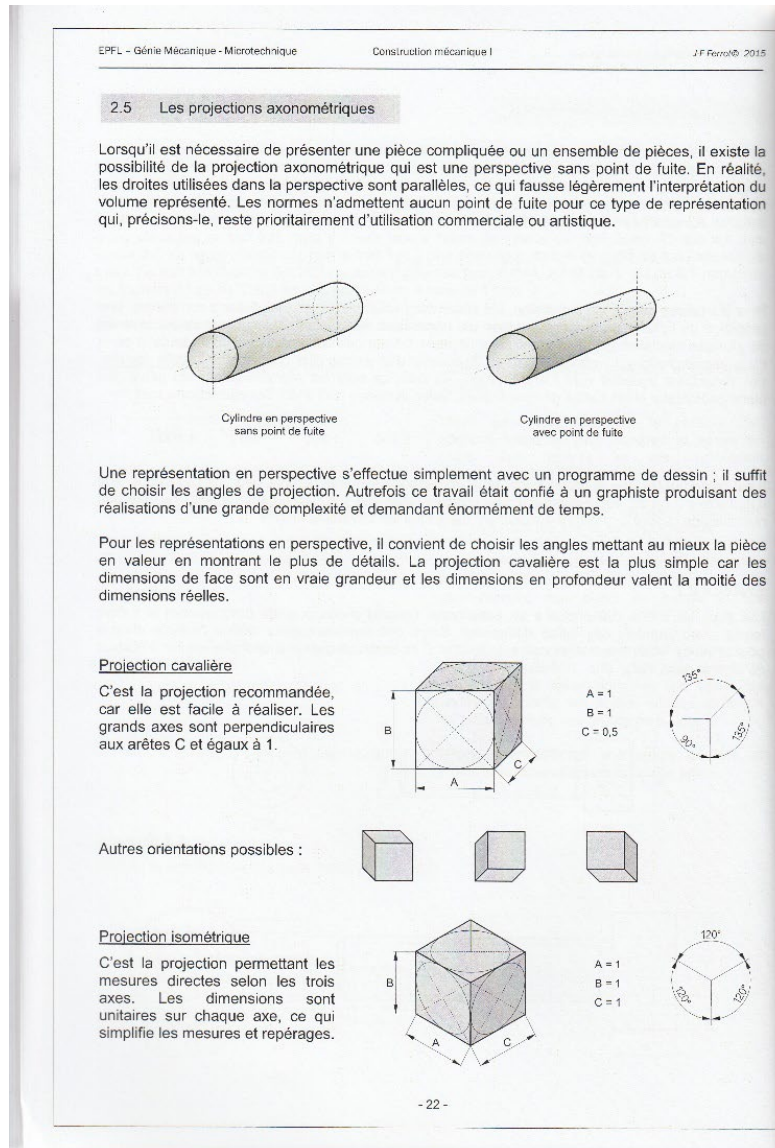 EPFL - Génie Mécanique - Microtechnique
Construction mécanique I
J F Ferrot© 2015
2.5 Les projections axonométriques
Lorsqu'il est nécessaire de présenter une pièce compliquée ou un ensemble de pièces, il existe la
possibilité de la projection axonométrique qui est une perspective sans point de fuite. En réalité,
les droites utilisées dans la perspective sont parallèles, ce qui fausse légèrement l'interprétation du
volume représenté. Les normes n'admettent aucun point de fuite pour ce type de représentation
qui, précisons-le, reste prioritairement d'utilisation commerciale ou artistique.
Cylindre en perspective
sans point de fuite
Cylindre en perspective
avec point de fuite
Une représentation en perspective s'effectue simplement avec un programme de dessin ; il suffit
de choisir les angles de projection. Autrefois ce travail était confié à un graphiste produisant des
réalisations d'une grande complexité et demandant énormément de temps.
Pour les représentations en perspective, il convient de choisir les angles mettant au mieux la pièce
en valeur en montrant le plus de détails. La projection cavalière est la plus simple car les
dimensions de face sont en vraie grandeur et les dimensions en profondeur valent la moitié des
dimensions réelles.
Projection cavalière
C'est la projection recommandée,
car elle est facile à réaliser. Les
grands axes sont perpendiculaires
aux arêtes C et égaux à 1.
B
A
C
A = 1
B = 1
C = 0,5
135°
90°
135°
Autres orientations possibles :
Projection isométrique
C'est la projection permettant les
mesures directes selon les trois
axes. Les dimensions sont
unitaires sur chaque axe, ce qui
simplifie les mesures et repérages.
B
A
C
A = 1
B = 1
C = 1
120°
120°
120°
- 22 -